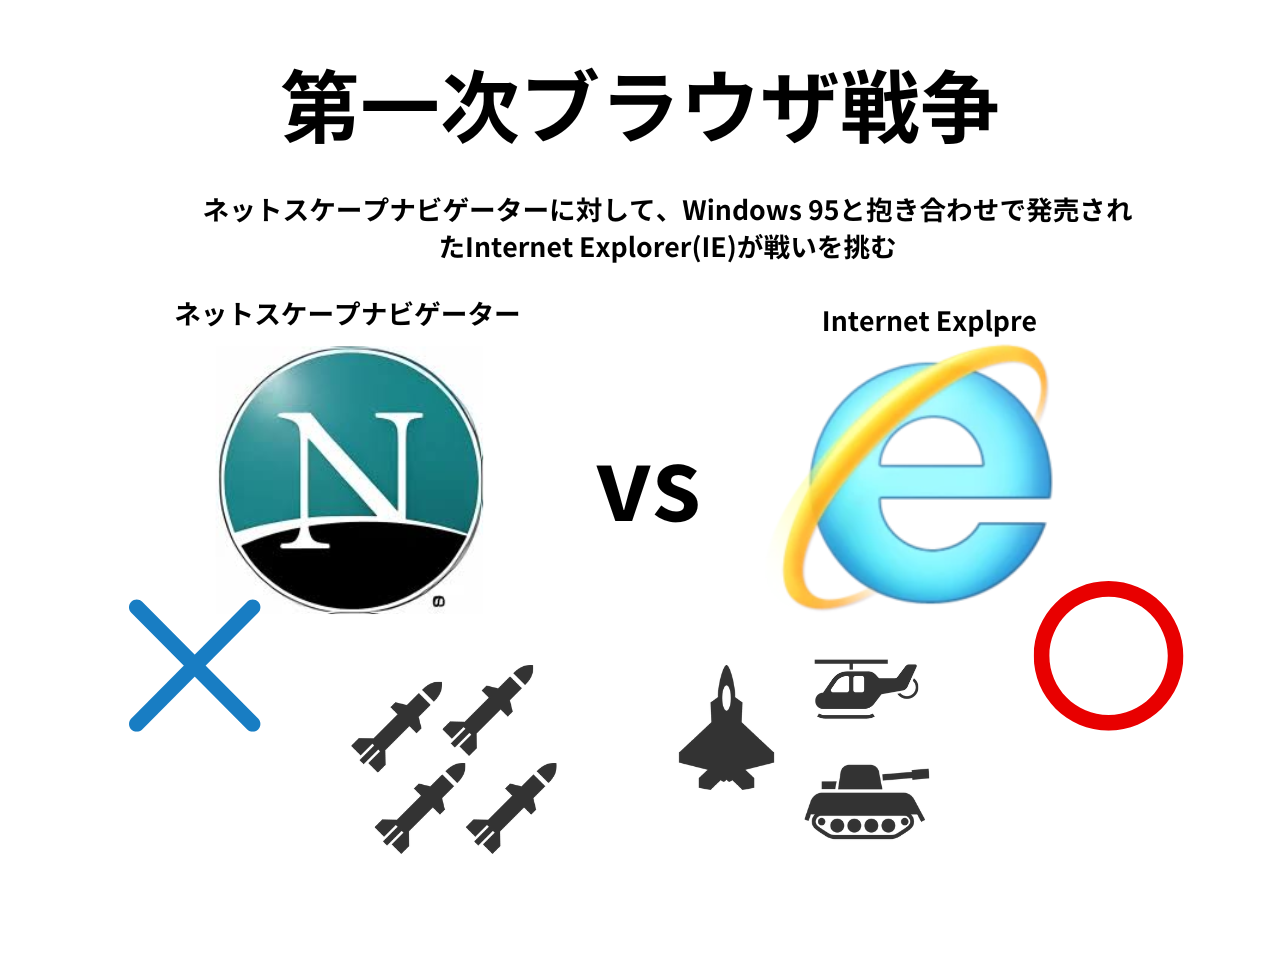 第一次ブラウザ戦争
ネットスケープナビゲーターに対して、Windows 95と抱き合わせで発売され
たInternet Explorer(IE)が戦いを挑む
ネットスケープナビゲーター
Internet Explpre
N
e
vs